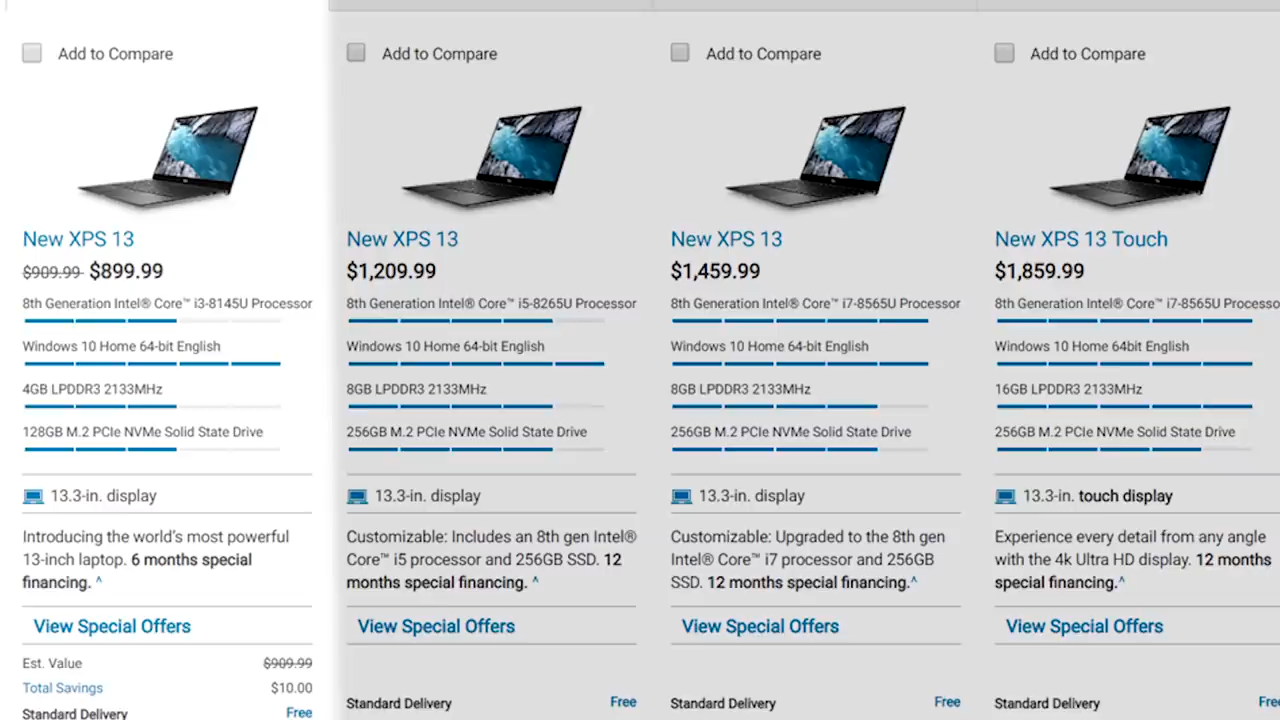 Add to Compare
New XPS 13
$909.99 $899.99
8th Generation Intel® Core™ i3-8145U Processor
Windows 10 Home 64-bit English
4GB LPDDR3 2133MHz
128GB M.2 PCIe NVMe Solid State Drive
13.3-in. display
Introducing the world's most powerful
13-inch laptop. 6 months special
financing. ^
View Special Offers
Est. Value $909.99
Total Savings $10.00
Standard Delivery Free
Add to Compare
New XPS 13
$1,209.99
8th Generation Intel® Core™ i5-8265U Processor
Windows 10 Home 64-bit English
8GB LPDDR3 2133MHz
256GB M.2 PCIe NVMe Solid State Drive
13.3-in. display
Customizable: Includes an 8th gen Intel®
Core™ i5 processor and 256GB SSD. 12
months special financing. ^
View Special Offers
Standard Delivery Free
Add to Compare
New XPS 13
$1,459.99
8th Generation Intel® Core™ i7-8565U Processor
Windows 10 Home 64-bit English
8GB LPDDR3 2133MHz
256GB M.2 PCIe NVMe Solid State Drive
13.3-in. display
Customizable: Upgraded to the 8th gen
Intel® Core™ i7 processor and 256GB
SSD. 12 months special financing.^
View Special Offers
Standard Delivery Free
Add to Compare
New XPS 13 Touch
$1,859.99
8th Generation Intel® Core™ i7-8565U Processo
Windows 10 Home 64bit English
16GB LPDDR3 2133MHz
256GB M.2 PCIe NVMe Solid State Drive
13.3-in. touch display
Experience every detail from any angle
with the 4k Ultra HD display. 12 months
special financing.^
View Special Offers
Standard Delivery Fre